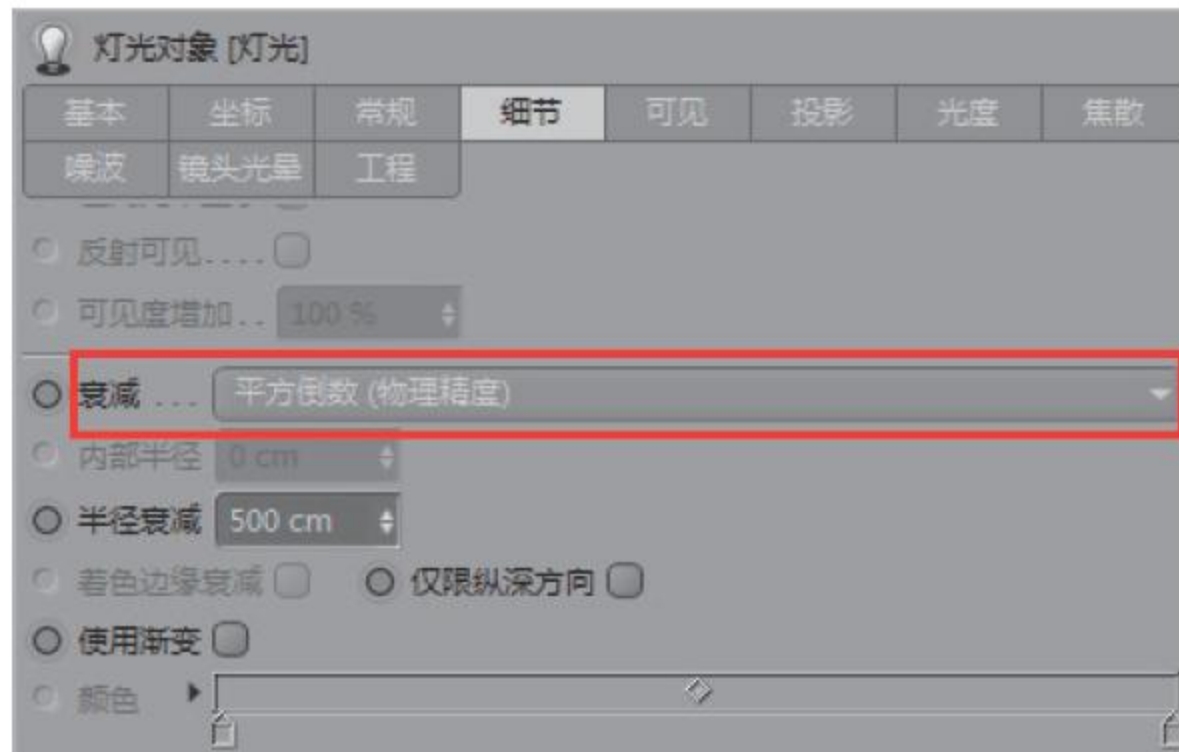 灯光对象 [灯光]
基本 坐标 常规 细节 可见 投影 光度 焦散
噪波 镜头光晕 工程
反射可见....
可见度增加.. 100 %
衰减 ... 平方倒数 (物理精度)
内部半径 0 cm
半径衰减 500 cm
着色边缘衰减 仅限纵深方向
使用渐变
颜色